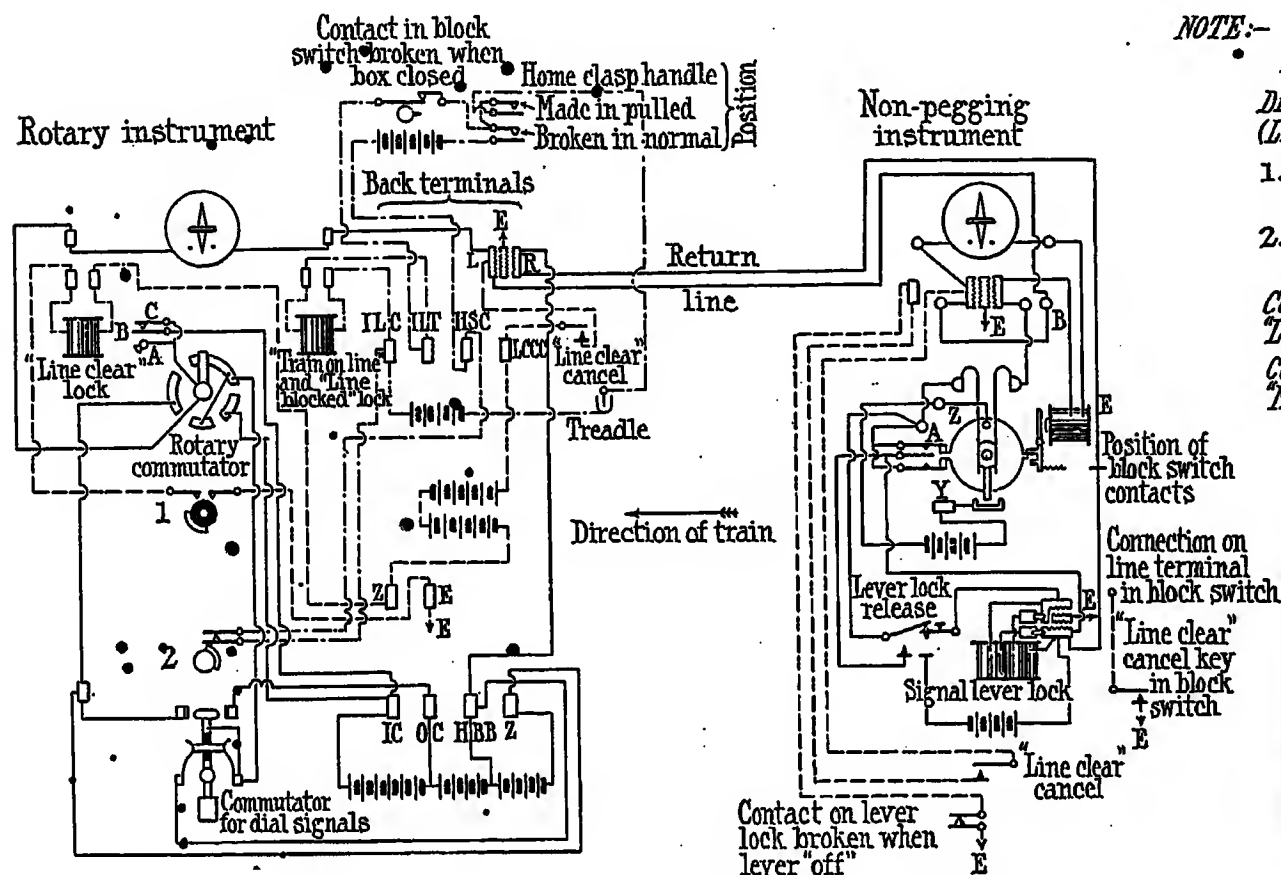 Contact in block
switch broken when
box closed
Home clasp handle
Made in pulled
Broken in normal
Position
NOTE:-
Rotary instrument
Non-pegging
instrument
(L
1.
2.
Back terminals
E
L
R
Return
line
C
B
A
"Line clear"
lock
"Train on line"
and "Line
blocked" lock
ILC
ILT
HSC
LCCC
"Line clear"
cancel
Treadle
Rotary
commutator
1
2
Z
E
E
Direction of train
IC
OC
HBB
Z
Commutator
for dial signals
E
B
Z
A
Y
E
Position of
block switch
contacts
Connection on
line terminal
in block switch
Lever lock
release
E
Signal lever lock
"Line clear"
cancel key
in block
switch
E
"Line clear"
cancel
Contact on lever
lock broken when
lever "off"
E